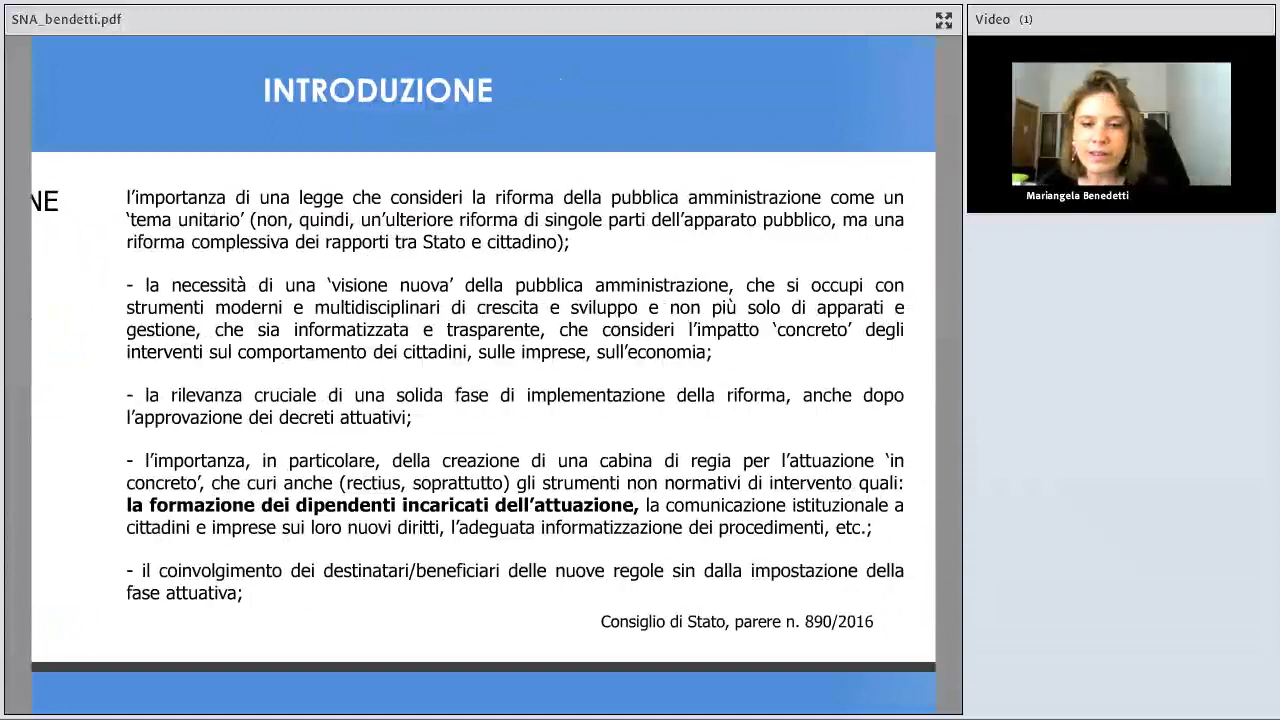 SNA_bendetti.pdf
Video (1)
INTRODUZIONE
NE
l’importanza di una legge che consideri la riforma della pubblica amministrazione come un
‘tema unitario’ (non, quindi, un’ulteriore riforma di singole parti dell’apparato pubblico, ma una
riforma complessiva dei rapporti tra Stato e cittadino);
- la necessità di una ‘visione nuova’ della pubblica amministrazione, che si occupi con
strumenti moderni e multidisciplinari di crescita e sviluppo e non più solo di apparati e
gestione, che sia informatizzata e trasparente, che consideri l’impatto ‘concreto’ degli
interventi sul comportamento dei cittadini, sulle imprese, sull’economia;
- la rilevanza cruciale di una solida fase di implementazione della riforma, anche dopo
l’approvazione dei decreti attuativi;
- l’importanza, in particolare, della creazione di una cabina di regia per l’attuazione ‘in
concreto’, che curi anche (rectius, soprattutto) gli strumenti non normativi di intervento quali:
la formazione dei dipendenti incaricati dell’attuazione, la comunicazione istituzionale a
cittadini e imprese sui loro nuovi diritti, l’adeguata informatizzazione dei procedimenti, etc.;
- il coinvolgimento dei destinatari/beneficiari delle nuove regole sin dalla impostazione della
fase attuativa;
Consiglio di Stato, parere n. 890/2016
Mariangela Benedetti